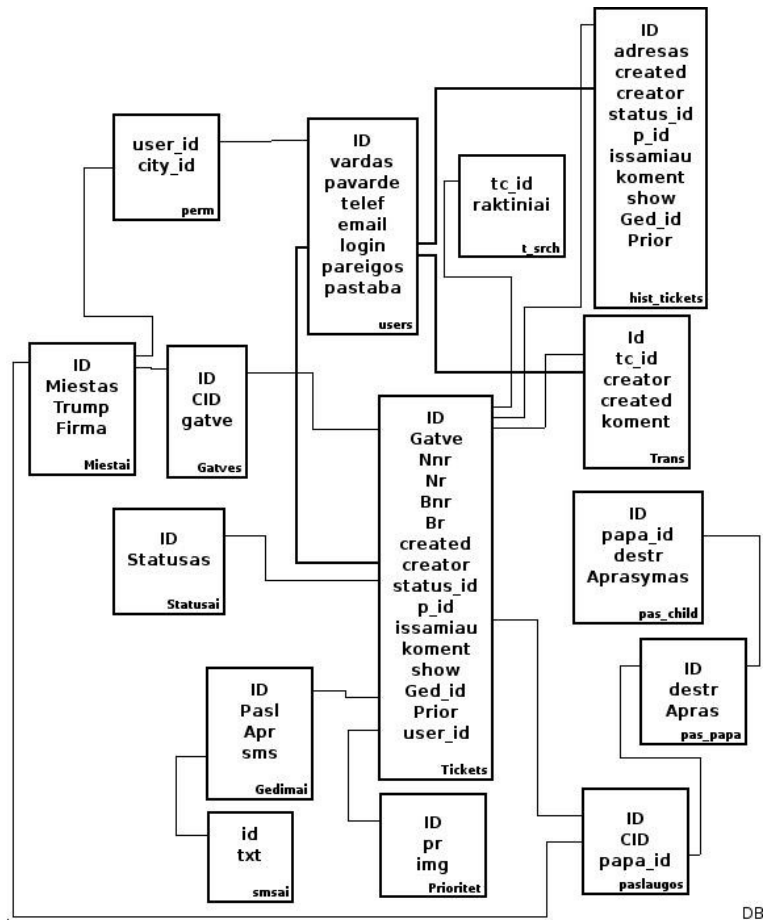 ID
adresas
created
creator
status_id
p_id
issamiau
koment
show
Ged_id
Prior
hist_tickets
user_id
city_id
perm
ID
vardas
pavarde
telef
email
login
pareigos
pastaba
users
tc_id
raktiniai
t_srch
Id
tc_id
creator
created
koment
Trans
ID
Miestas
Trump
Firma
Miestai
ID
CID
gatve
Gatves
ID
Gatve
Nnr
Nr
Bnr
Br
created
creator
status_id
p_id
issamiau
koment
show
Ged_id
Prior
user_id
Tickets
ID
Statusas
Statusai
ID
papa_id
destr
Aprasymas
pas_child
ID
destr
Apras
pas_papa
ID
Pasl
Apr
sms
Gedimai
id
txt
smsai
ID
pr
img
Prioritet
ID
CID
papa_id
paslaugos
DB